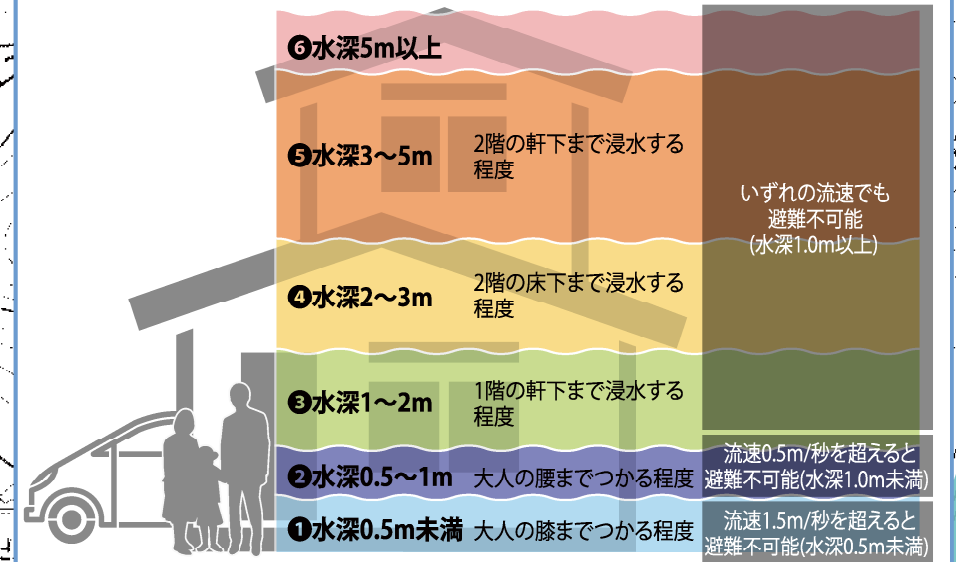 ❻水深5m以上
❺水深3～5m
2階の軒下まで浸水する
程度
いずれの流速でも
避難不可能
(水深1.0m以上)
❹水深2～3m
2階の床下まで浸水する
程度
❸水深1～2m
1階の軒下まで浸水する
程度
❷水深0.5～1m
大人の腰までつかる程度
流速0.5m/秒を超えると
避難不可能(水深1.0m未満)
❶水深0.5m未満
大人の膝までつかる程度
流速1.5m/秒を超えると
避難不可能(水深0.5m未満)